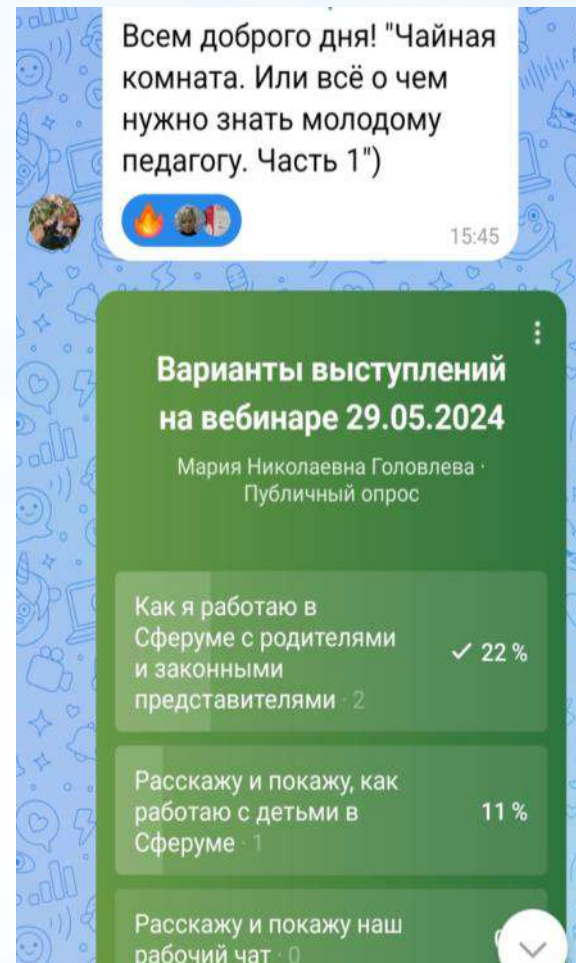 Всем доброго дня! "Чайная
комната. Или всё о чем
нужно знать молодому
педагогу. Часть 1")
15:45
Варианты выступлений
на вебинаре 29.05.2024
Мария Николаевна Головлева ·
Публичный опрос
Как я работаю в
Сферуме с родителями
и законными
представителями · 2
✓ 22 %
Расскажу и покажу, как
работаю с детьми в
Сферуме · 1
11 %
Расскажу и покажу наш
рабочий чат · 0